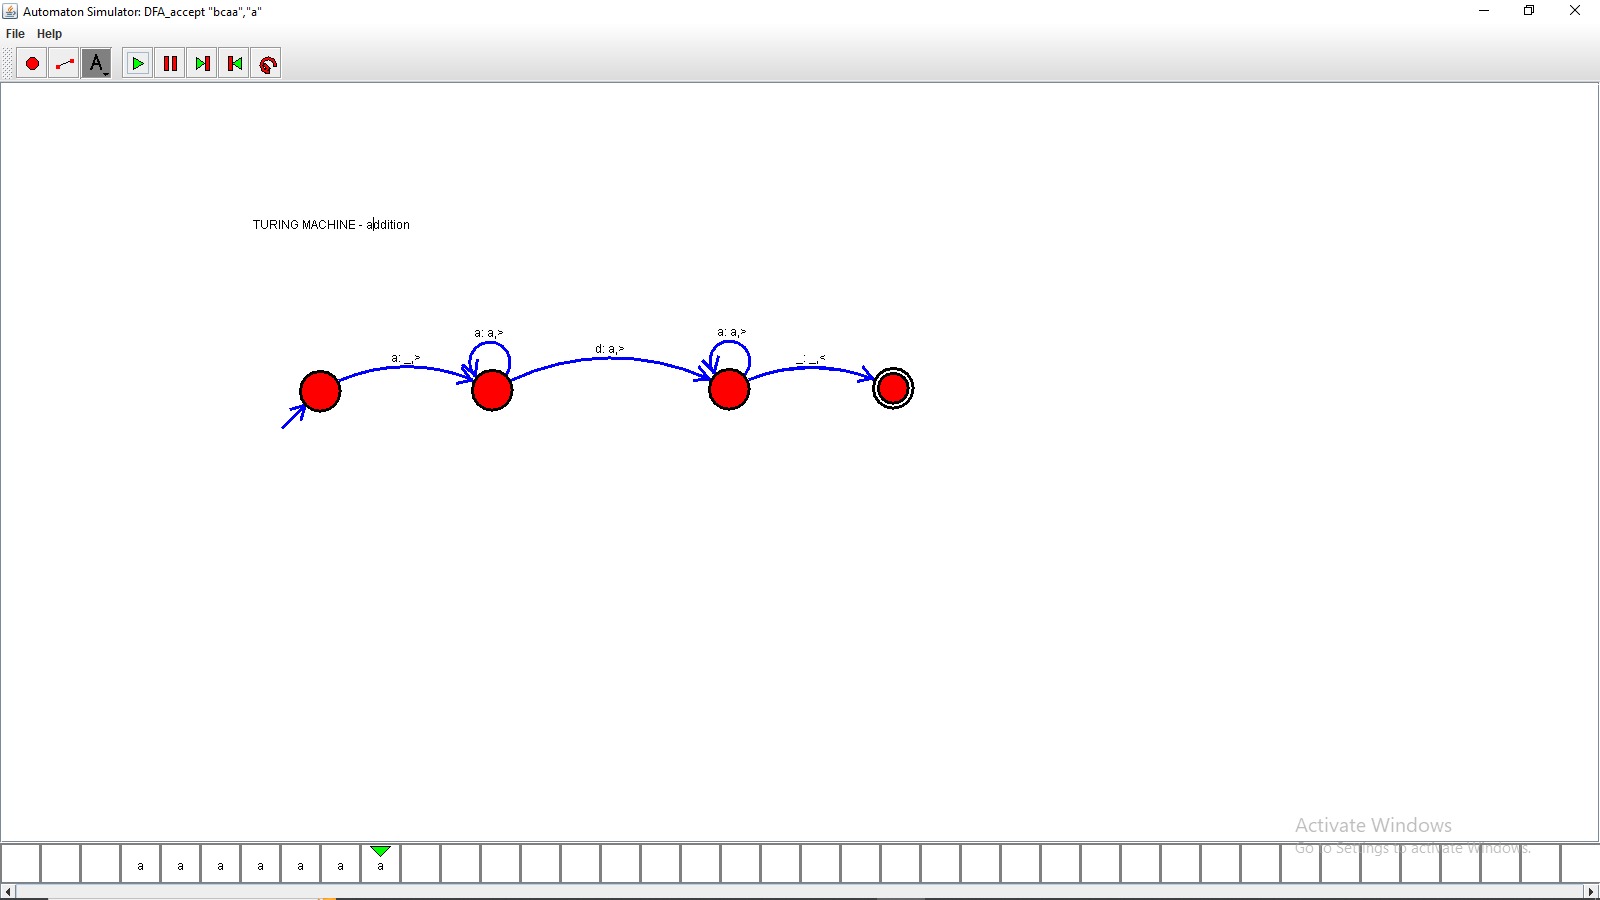 Automaton Simulator: DFA_accept "bcaa","a"
File Help
A
TURING MACHINE - addition
a: a,> a: a,>
a: _,> d: a,> _: _,<
Activate Windows
Go to Settings to activate Windows.
a a a a a a a